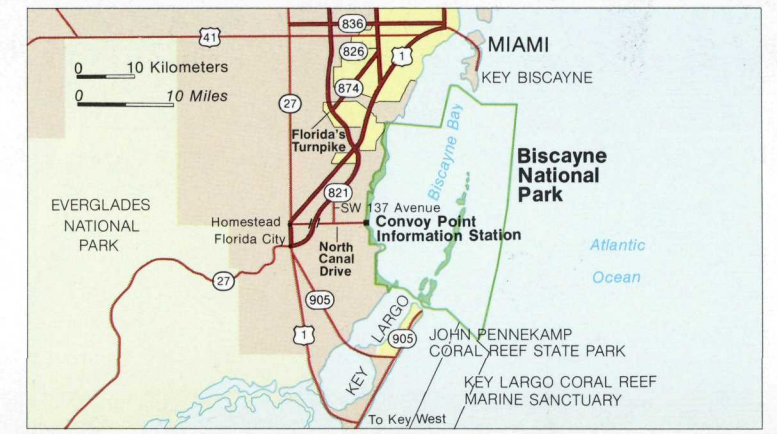 836
41
826
1
MIAMI
0 10 Kilometers
874
KEY BISCAYNE
0 10 Miles
27
Florida's
Turnpike
Biscayne Bay
Biscayne
National
Park
821
EVERGLADES
NATIONAL
PARK
SW 137 Avenue
Homestead
Florida City
Convoy Point
Information Station
North
Canal
Drive
Atlantic
Ocean
27
905
1
KEY LARGO
905
JOHN PENNEKAMP
CORAL REEF STATE PARK
KEY LARGO CORAL REEF
MARINE SANCTUARY
To Key West